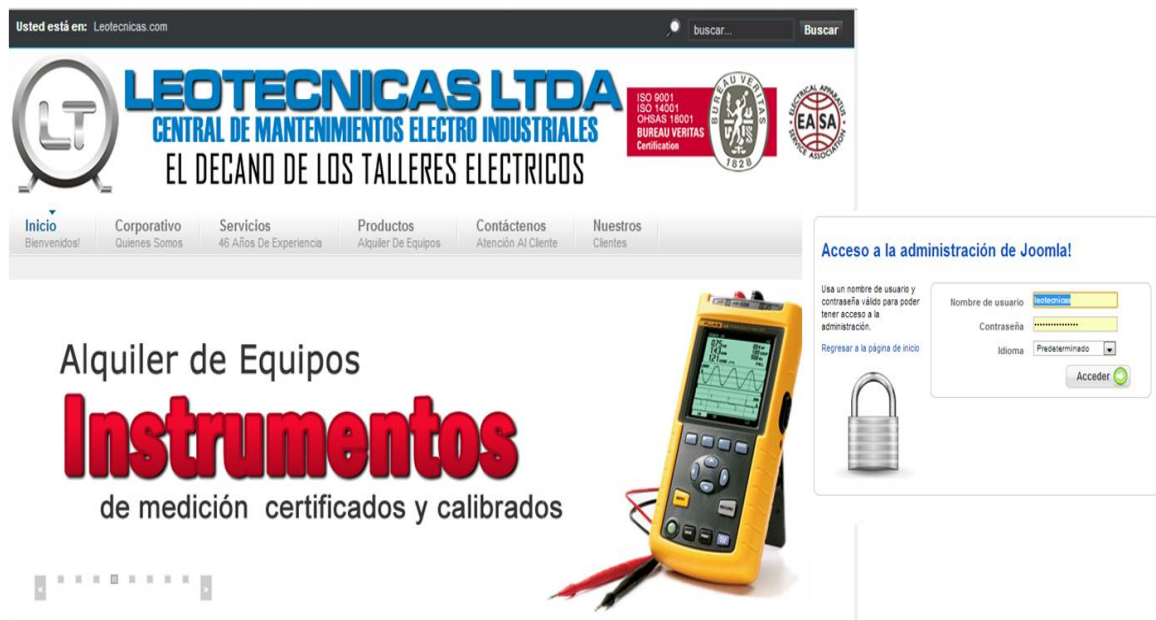 Usted está en: Leotecnicas.com
buscar...
Buscar
LT
LEOTECNICAS LTDA
CENTRAL DE MANTENIMIENTOS ELECTRO INDUSTRIALES
EL DECANO DE LOS TALLERES ELECTRICOS
ISO 9001
ISO 14001
OHSAS 18001
BUREAU VERITAS
Certification
BUREAU VERITAS
1828
ELECTRICAL APPARATUS
EASA
SERVICE ASSOCIATION
Inicio
Bienvenidos!
Corporativo
Quienes Somos
Servicios
46 Años De Experiencia
Productos
Alquiler De Equipos
Contáctenos
Atención Al Cliente
Nuestros
Clientes
Alquiler de Equipos
Instrumentos
de medición certificados y calibrados
FLUKE
Acceso a la administración de Joomla!
Usa un nombre de usuario y
contraseña válido para poder
tener acceso a la
administración.
Regresar a la página de inicio
Nombre de usuario leotecnicas
Contraseña
Idioma Predeterminado
Acceder